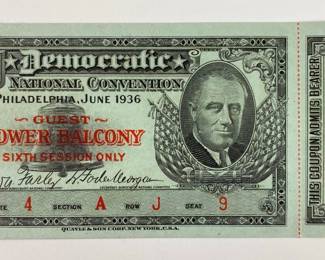 Democratic
NATIONAL CONVENTION
PHILADELPHIA, JUNE 1936
GUEST
LOWER BALCONY
SIXTH SESSION ONLY
4 SECTION A ROW J SEAT 9
QUAYLE & SON CORP. NEW YORK, U.S.A.
THIS COUPON ADMITS BEARER